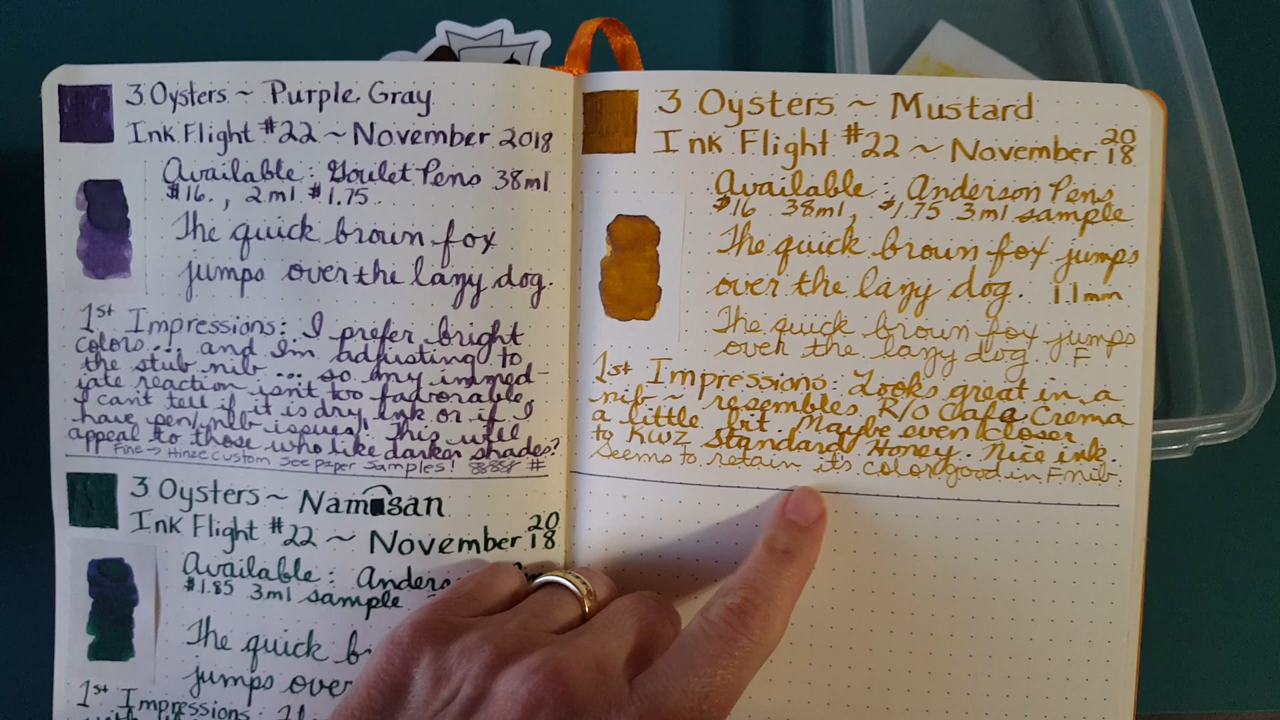 3 Oysters ~ Purple Gray
Ink Flight #22 ~ November 2018
Available: Goulet Pens 38ml
$16., 2ml $1.75
The quick brown fox
jumps over the lazy dog.
1st Impressions: I prefer bright
colors... and I'm adjusting to
the stub nib ... so my immed-
iate reaction isn't too favorable.
I can't tell if it is dry ink or if I
have pen/nib issues. This will
appeal to those who like darker shades?
Fine → Hinze Custom See paper samples! #
3 Oysters ~ Namsan
Ink Flight #22 ~ November 2018
Available: Anders
$1.85 3ml sample
The quick b
jumps over
1st Impressions:
3 Oysters ~ Mustard
Ink Flight #22 ~ November 2018
Available: Anderson Pens
$16 38ml, $1.75 3ml sample
The quick brown fox jumps
over the lazy dog. 1.1mm
The quick brown fox jumps
over the lazy dog. F
1st Impressions: Looks great in a
nib ~ resembles R/O Cafe Crema
a little bit. Maybe even closer
to KWZ Standard Honey. Nice ink.
Seems to retain it's color good in F nib.